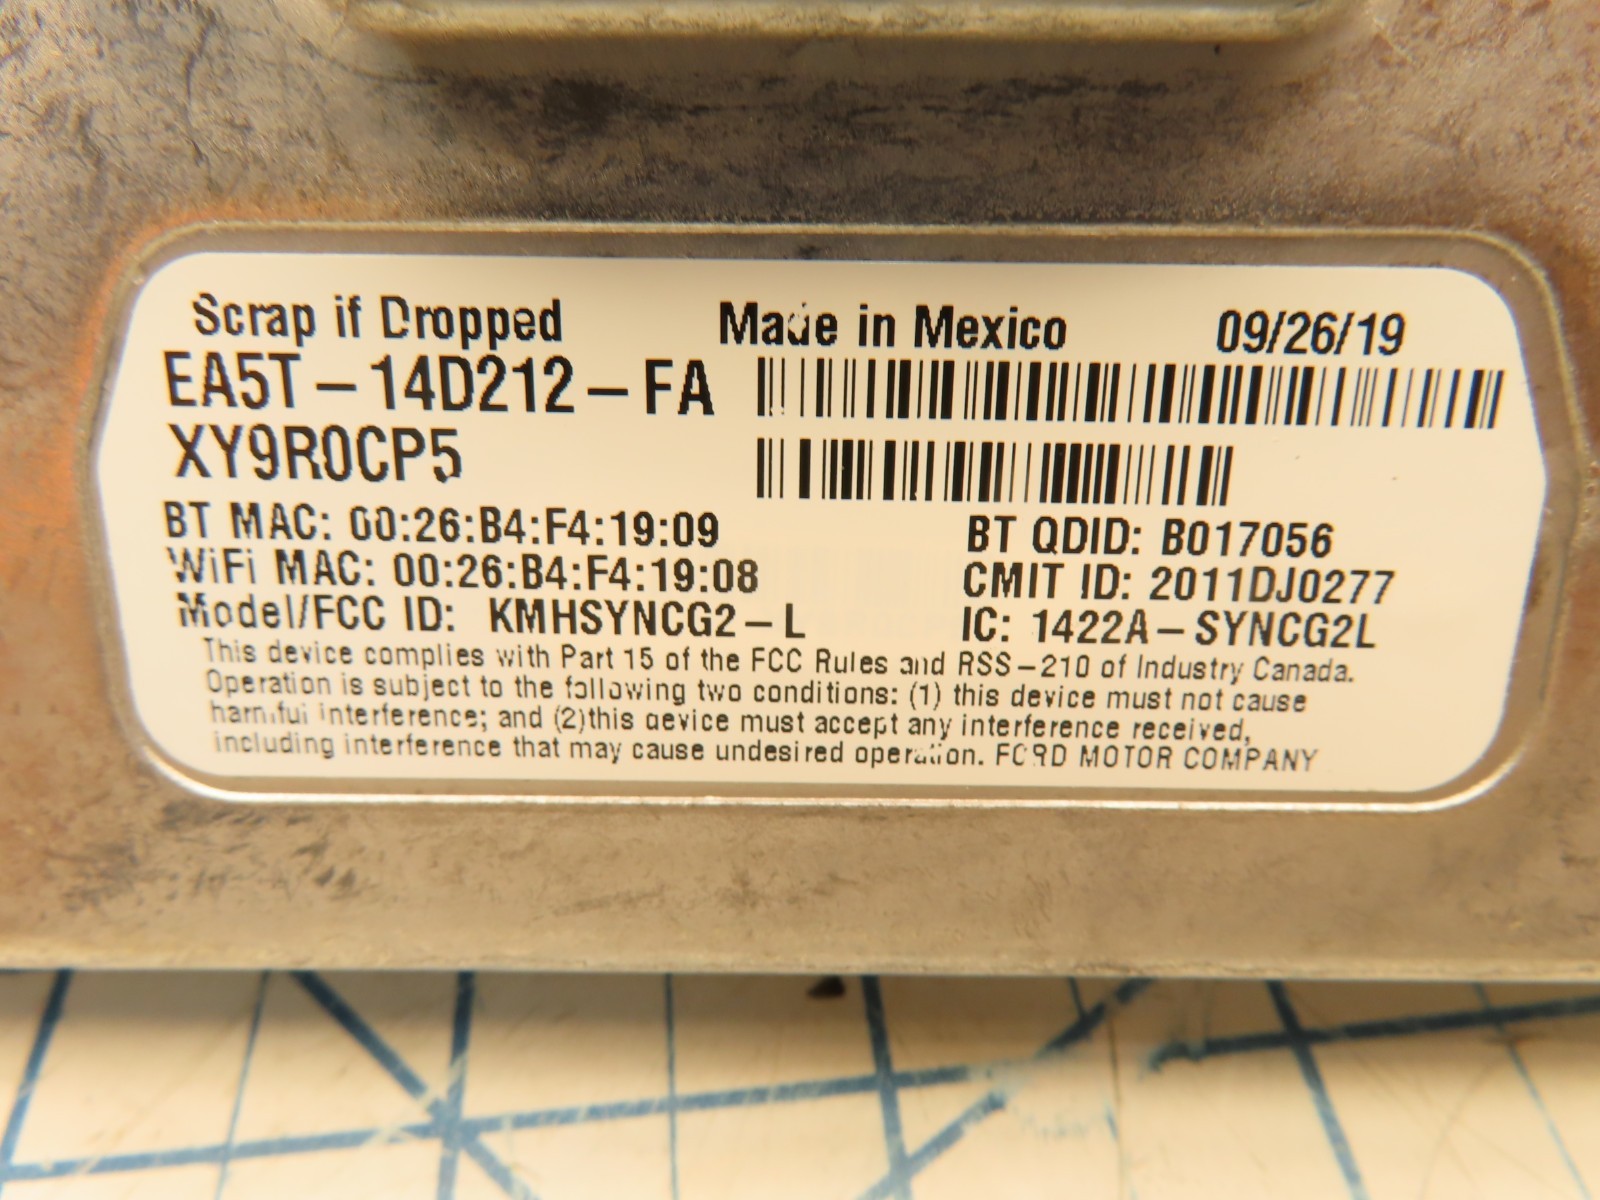 Scrap if Dropped Made in Mexico 09/26/19
EA5T-14D212-FA
XY9R0CP5
BT MAC: 00:26:B4:F4:19:09 BT QDID: B017056
WiFi MAC: 00:26:B4:F4:19:08 CMIT ID: 2011DJ0277
Model/FCC ID: KMHSYNCG2-L IC: 1422A-SYNCG2L
This device complies with Part 15 of the FCC Rules and RSS-210 of Industry Canada.
Operation is subject to the following two conditions: (1) this device must not cause
harmful interference; and (2)this device must accept any interference received,
including interference that may cause undesired operation. FORD MOTOR COMPANY